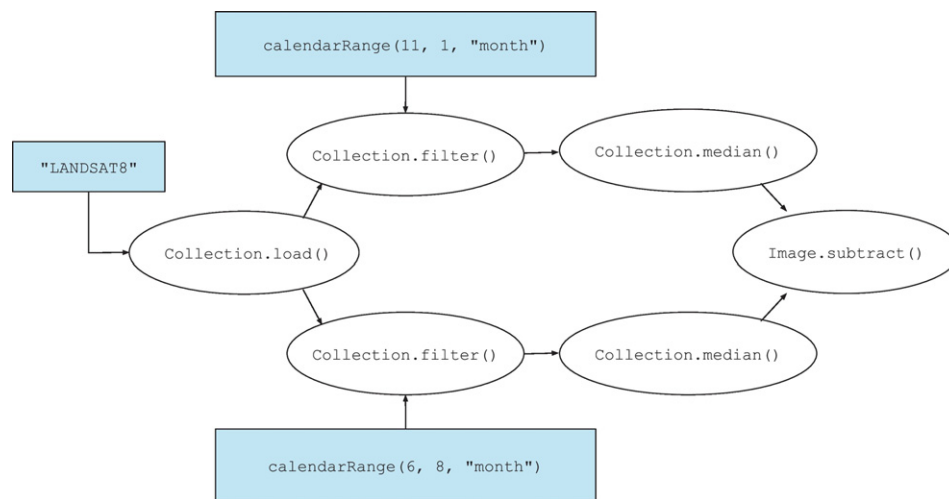 calendarRange(11, 1, "month")
Collection.filter()
Collection.median()
"LANDSAT8"
Collection.load()
Image.subtract()
Collection.filter()
Collection.median()
calendarRange(6, 8, "month")